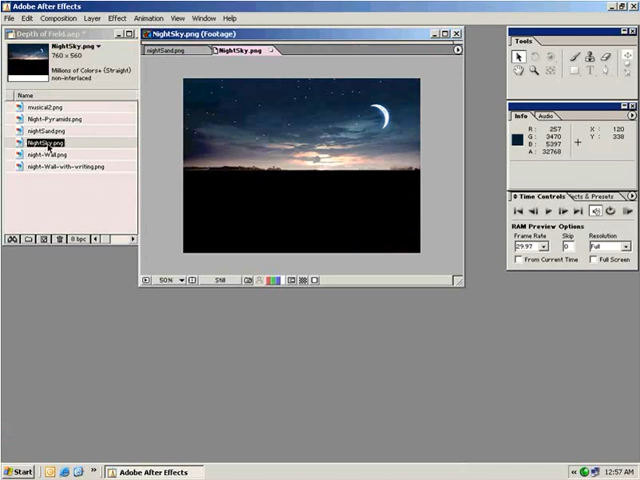 Adobe After Effects
File Edit Composition Layer Effect Animation View Window Help
Depth of Field.aep *
NightSky.png
760 x 560
Millions of Colors+ (Straight)
non-interlaced
Name
musical2.png
Night-Pyramids.png
nightSand.png
NightSky.png
night-Wall.png
night-Wall-with-writing.png
8 bpc
NightSky.png (Footage)
nightSand.png NightSky.png
50% Still
Tools
Info Audio
R : 257 X : 120
G : 3470 Y : 338
B : 5397
A : 32768
Time Controls ects & Presets
RAM Preview Options
Frame Rate Skip Resolution
29.97 0 Full
From Current Time Full Screen
Start Adobe After Effects 12:57 AM